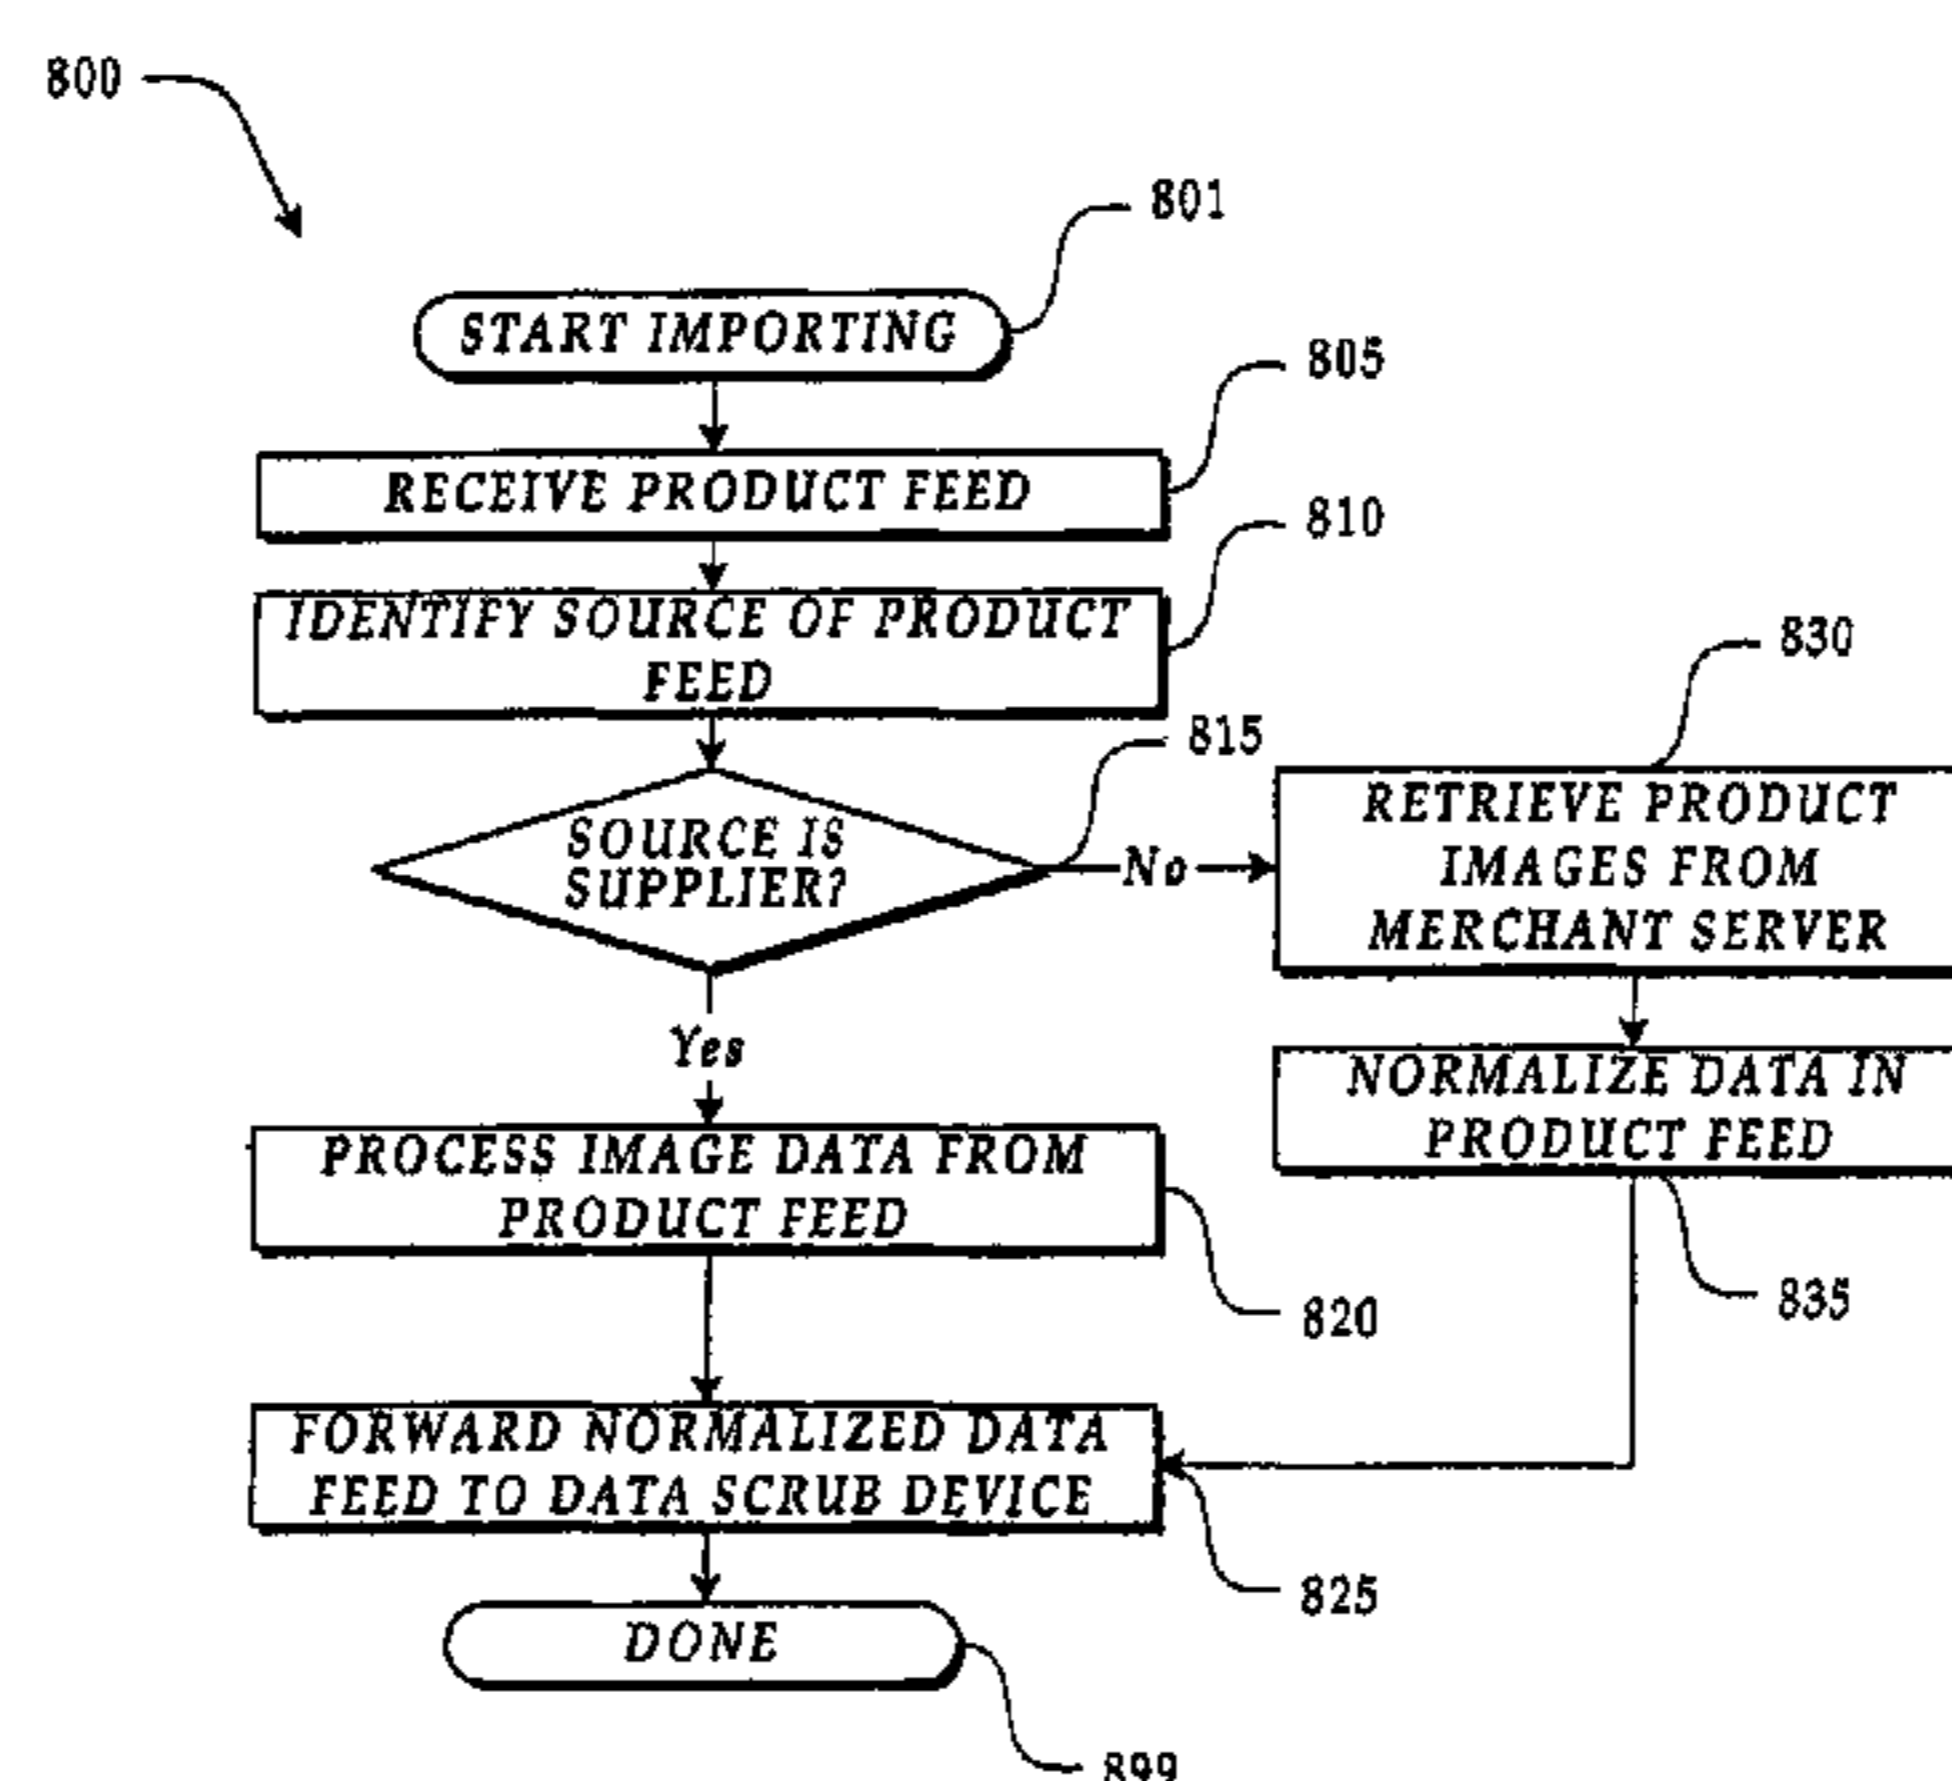 800
801
START IMPORTING
805
RECEIVE PRODUCT FEED
810
IDENTIFY SOURCE OF PRODUCT
FEED
815
SOURCE IS
SUPPLIER?
No
830
RETRIEVE PRODUCT
IMAGES FROM
MERCHANT SERVER
NORMALIZE DATA IN
PRODUCT FEED
835
Yes
PROCESS IMAGE DATA FROM
PRODUCT FEED
820
FORWARD NORMALIZED DATA
FEED TO DATA SCRUB DEVICE
825
DONE
899